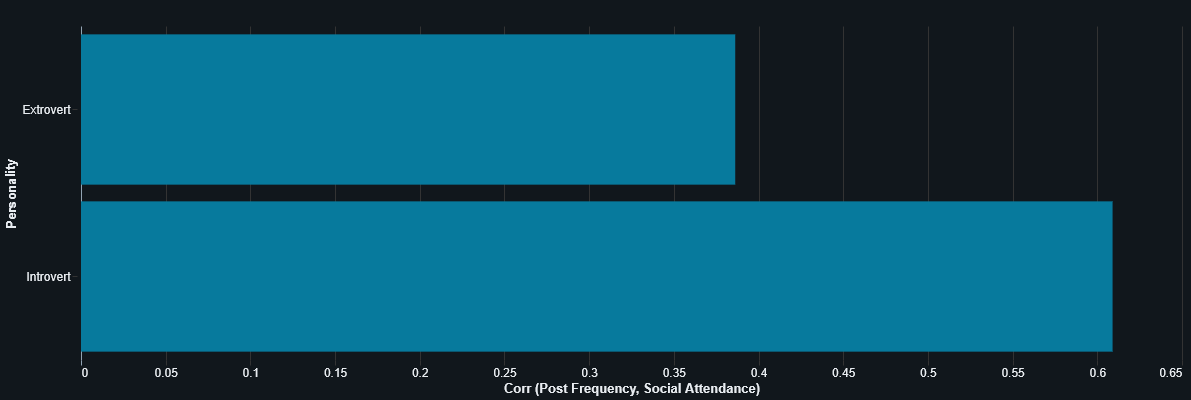 Personality
Extrovert
Introvert
0 0.05 0.1 0.15 0.2 0.25 0.3 0.35 0.4 0.45 0.5 0.55 0.6 0.65
Corr (Post Frequency, Social Attendance)